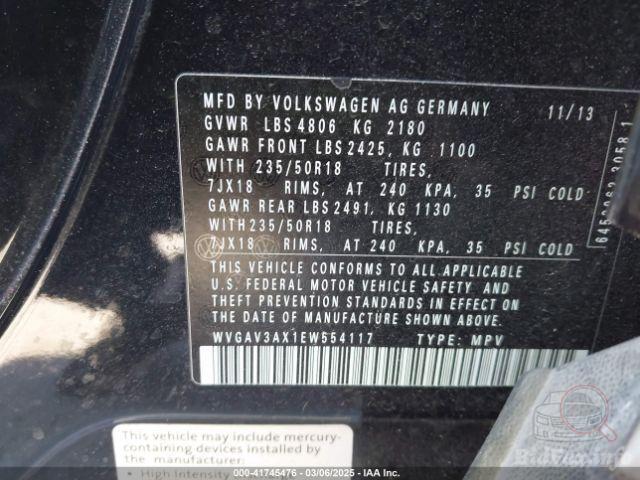 MFD BY VOLKSWAGEN AG GERMANY 11/13
GVWR LBS 4806 KG 2180
GAWR FRONT LBS 2425, KG 1100
WITH 235/50R18 TIRES,
7JX18 RIMS, AT 240 KPA, 35 PSI COLD
GAWR REAR LBS 2491, KG 1130
WITH 235/50R18 TIRES,
7JX18 RIMS, AT 240 KPA, 35 PSI COLD
THIS VEHICLE CONFORMS TO ALL APPLICABLE
U.S. FEDERAL MOTOR VEHICLE SAFETY AND
THEFT PREVENTION STANDARDS IN EFFECT ON
THE DATE OF MANUFACTURE SHOWN ABOVE.
WVGAV3AX1EW554117 TYPE: MPV
This vehicle may include mercury-
containing devices installed by
the manufacturer:
• High Intensity
000-41745476 - 03/06/2025 - IAA Inc.